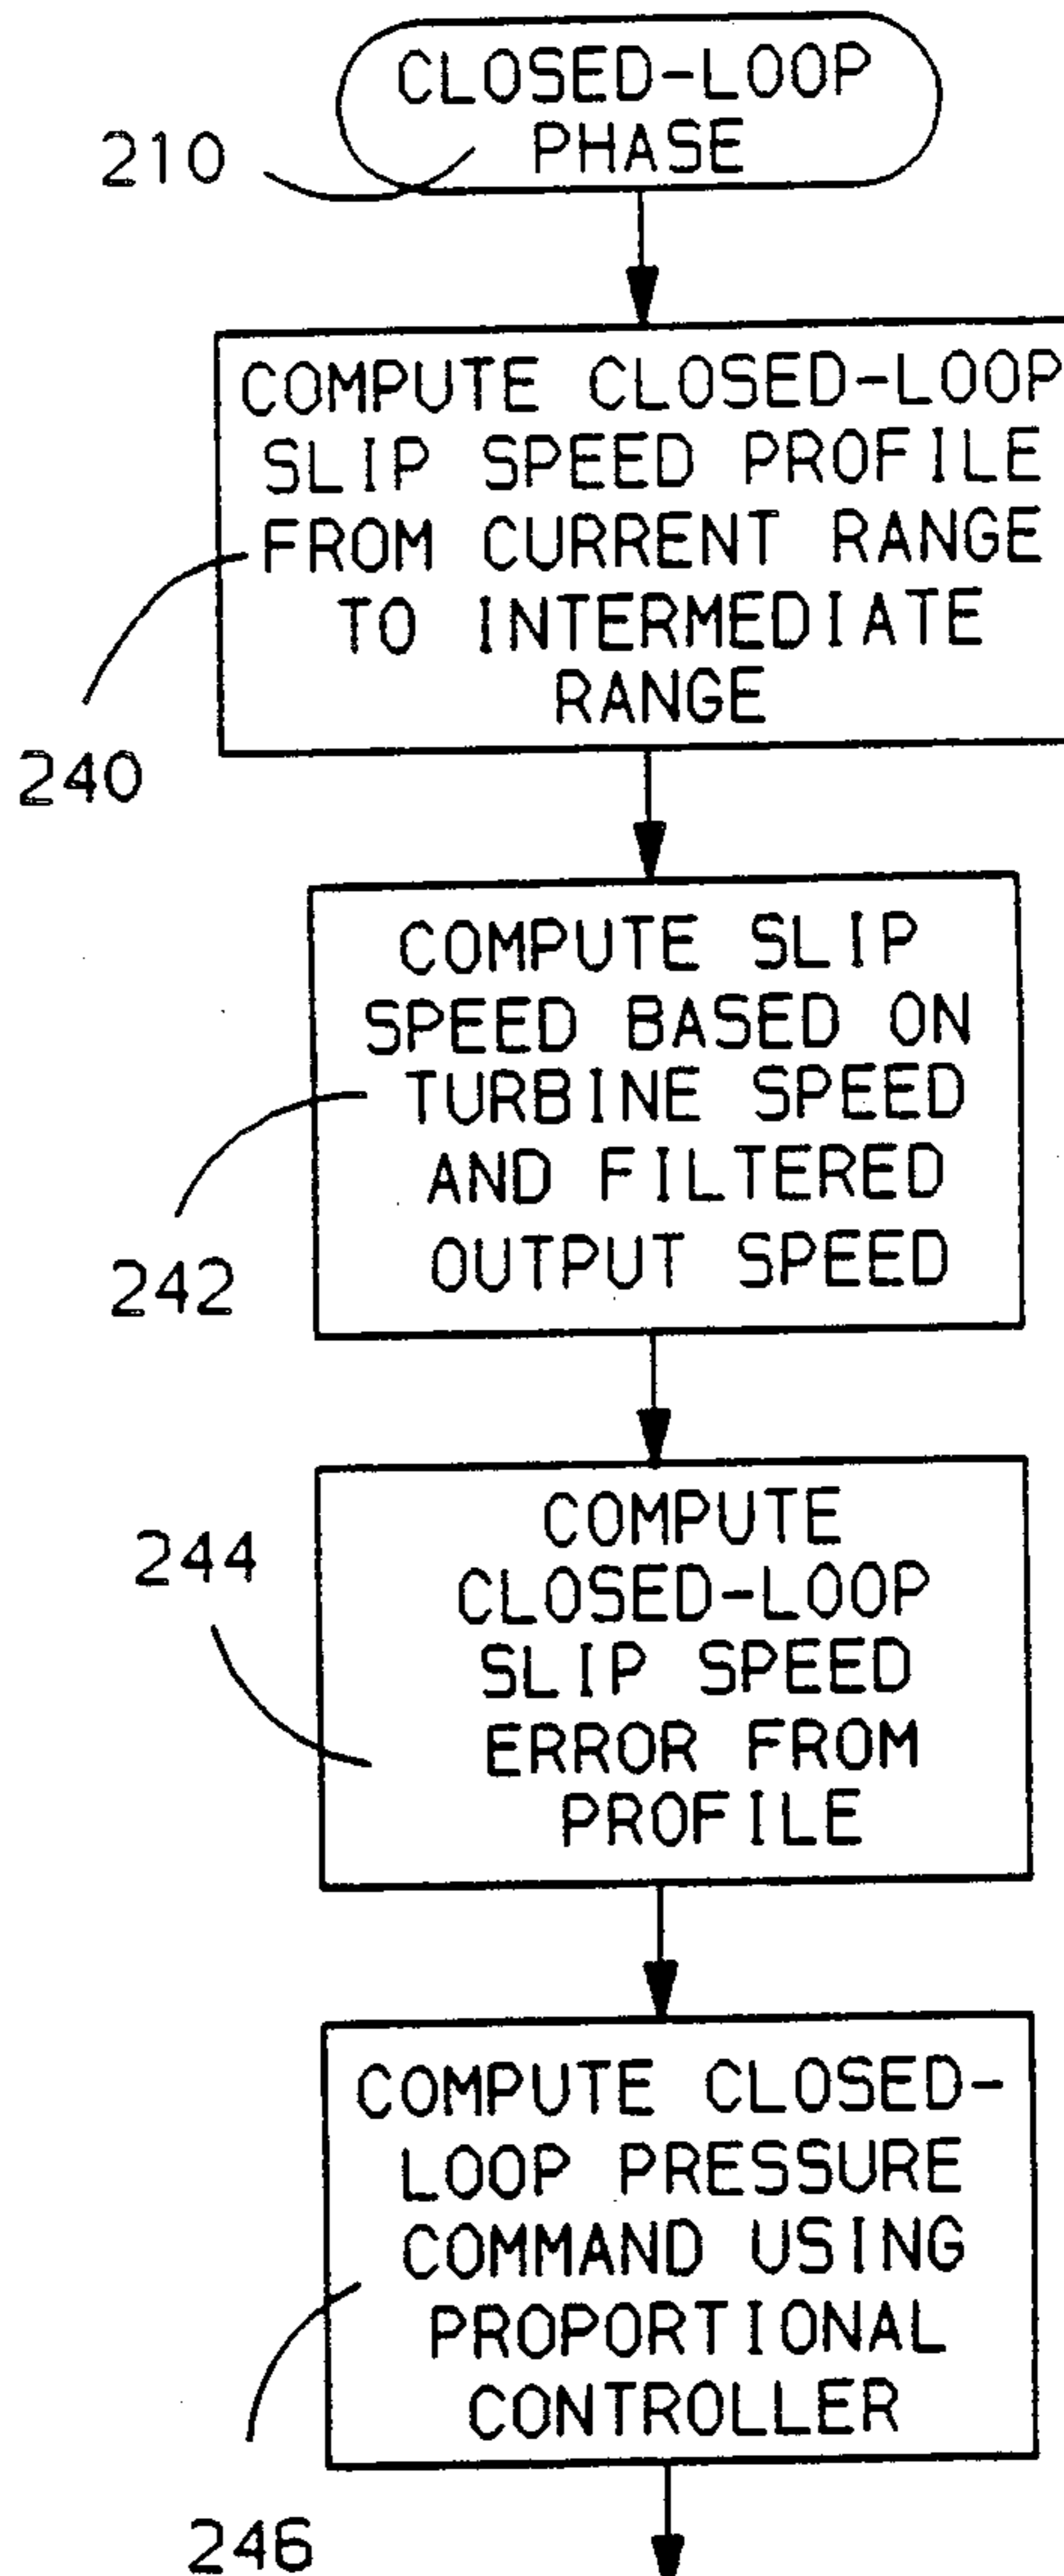 CLOSED-LOOP
PHASE
210
COMPUTE CLOSED-LOOP
SLIP SPEED PROFILE
FROM CURRENT RANGE
TO INTERMEDIATE
RANGE
240
COMPUTE SLIP
SPEED BASED ON
TURBINE SPEED
AND FILTERED
OUTPUT SPEED
242
COMPUTE
CLOSED-LOOP
SLIP SPEED
ERROR FROM
PROFILE
244
COMPUTE CLOSED-
LOOP PRESSURE
COMMAND USING
PROPORTIONAL
CONTROLLER
246